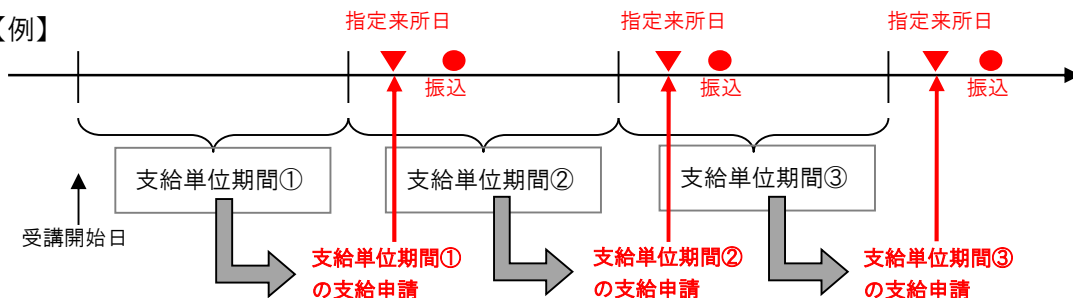 【例】
指定来所日
指定来所日
指定来所日
振込
振込
振込
支給単位期間①
支給単位期間②
支給単位期間③
受講開始日
支給単位期間①
の支給申請
支給単位期間②
の支給申請
支給単位期間③
の支給申請